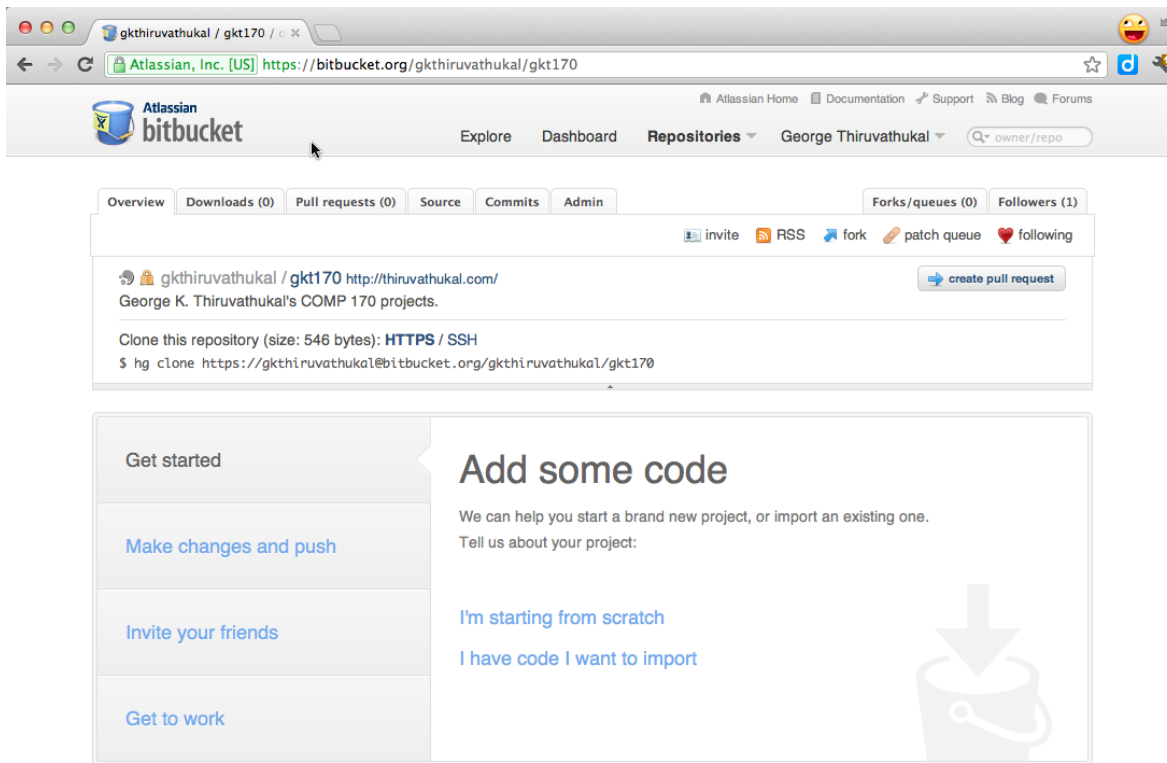 gkthiruvathukal / gkt170 /
Atlassian, Inc. [US] https://bitbucket.org/gkthiruvathukal/gkt170
Atlassian Home Documentation Support Blog Forums
Atlassian
bitbucket
Explore Dashboard Repositories George Thiruvathukal owner/repo
Overview Downloads (0) Pull requests (0) Source Commits Admin Forks/queues (0) Followers (1)
invite RSS fork patch queue following
gkthiruvathukal / gkt170 http://thiruvathukal.com/ create pull request
George K. Thiruvathukal's COMP 170 projects.
Clone this repository (size: 546 bytes): HTTPS / SSH
$ hg clone https://gkthiruvathukal@bitbucket.org/gkthiruvathukal/gkt170
Get started
Make changes and push
Invite your friends
Get to work
Add some code
We can help you start a brand new project, or import an existing one.
Tell us about your project:
I'm starting from scratch
I have code I want to import